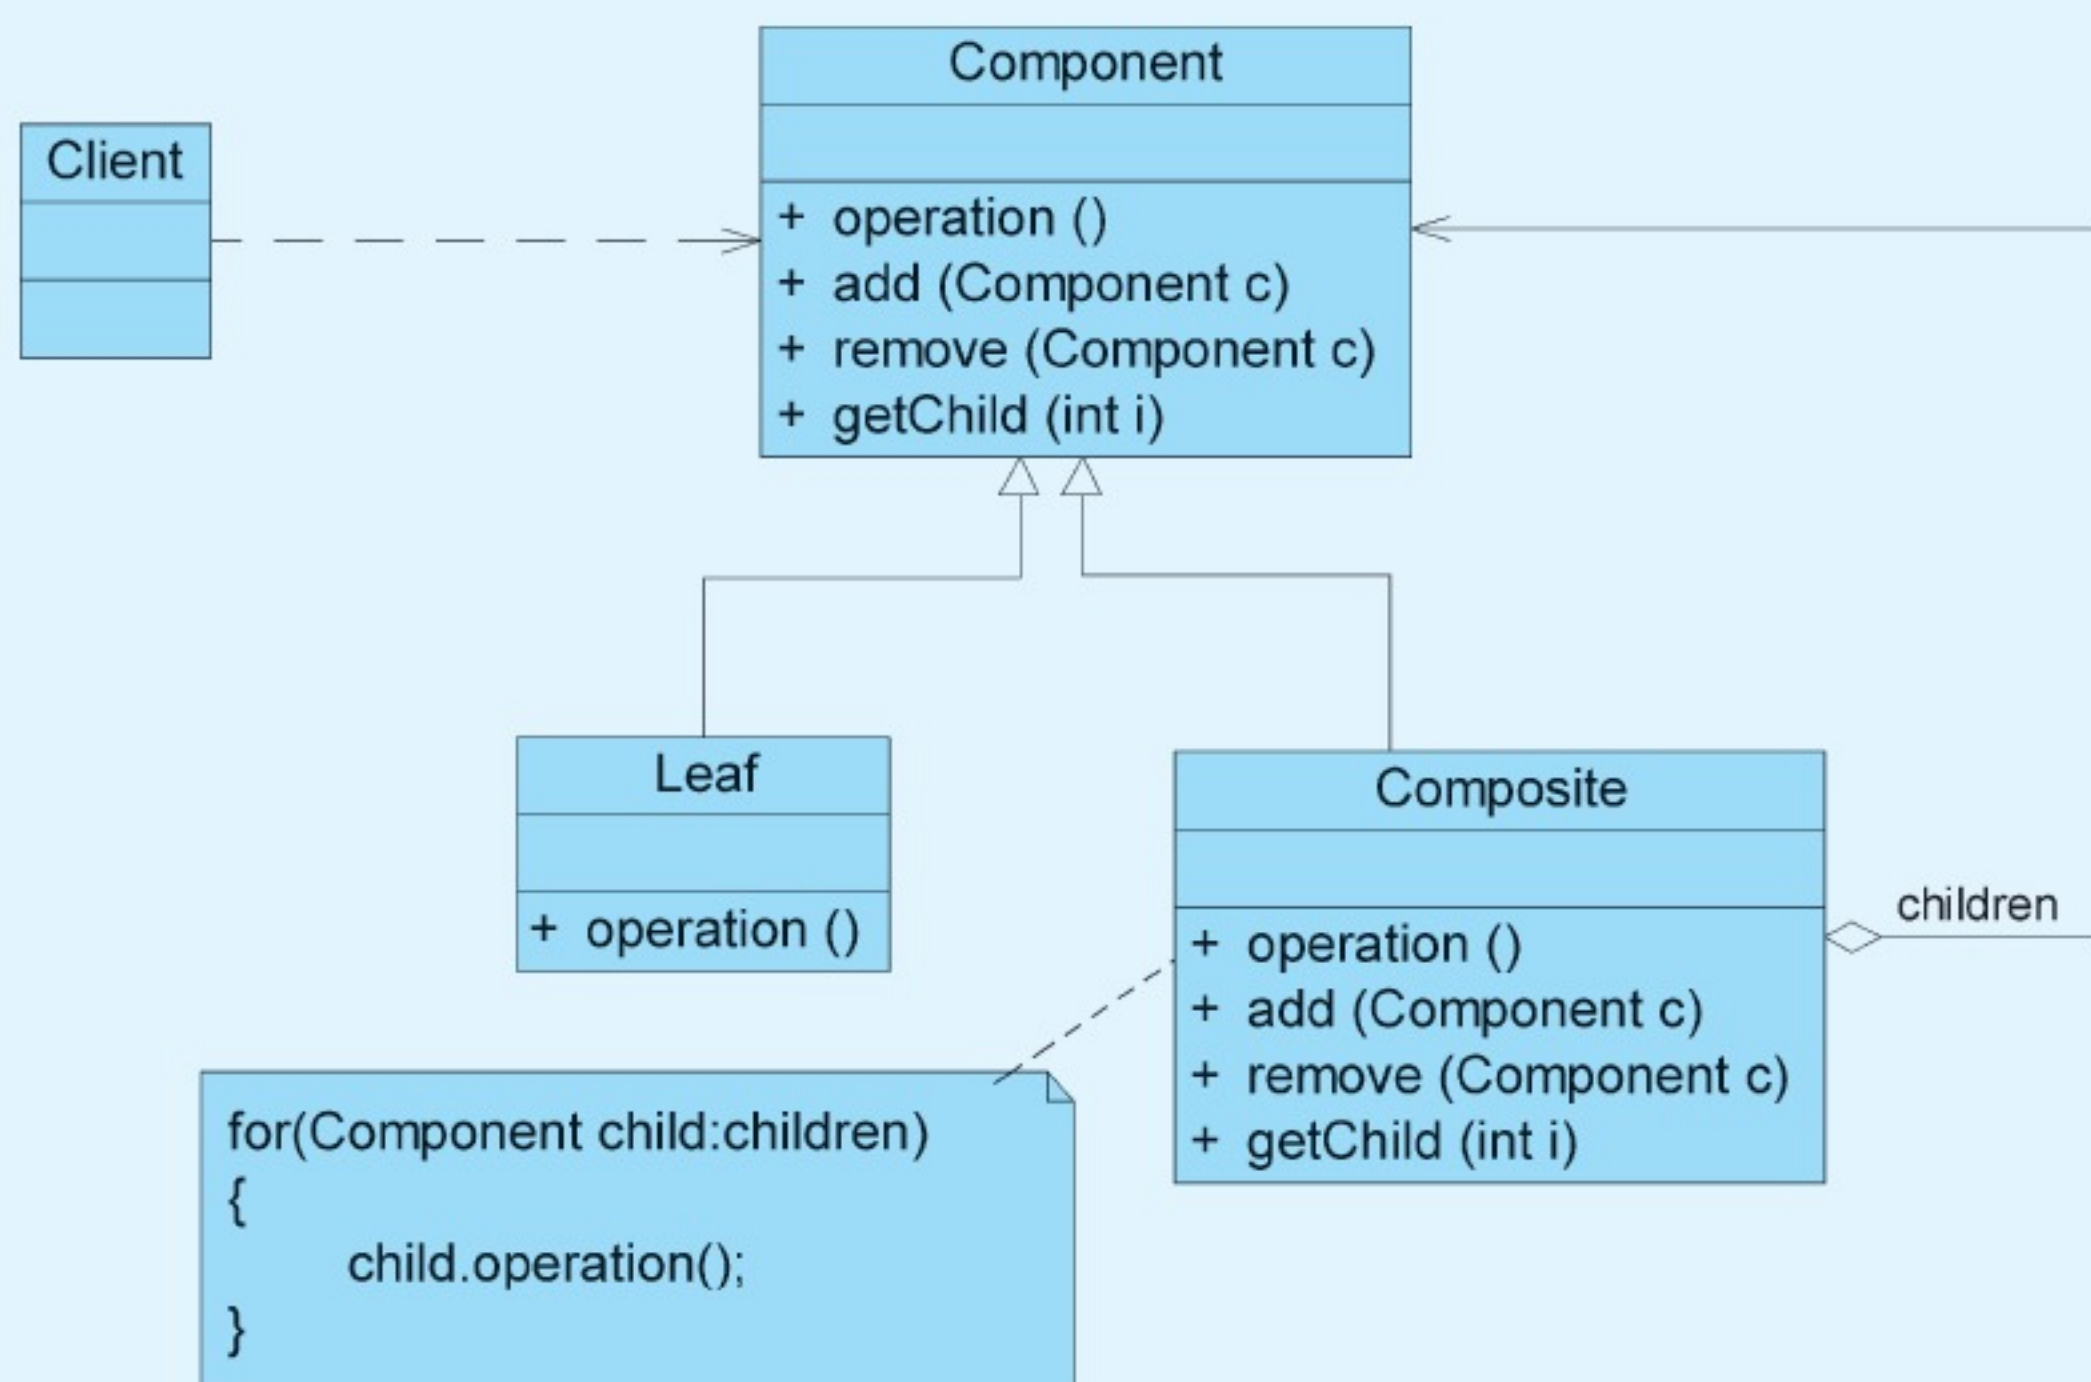 Component
Client
+ operation ()
+ add (Component c)
+ remove (Component c)
+ getChild (int i)
Leaf
+ operation ()
Composite
+ operation ()
+ add (Component c)
+ remove (Component c)
+ getChild (int i)
children
for(Component child:children)
{
child.operation();
}